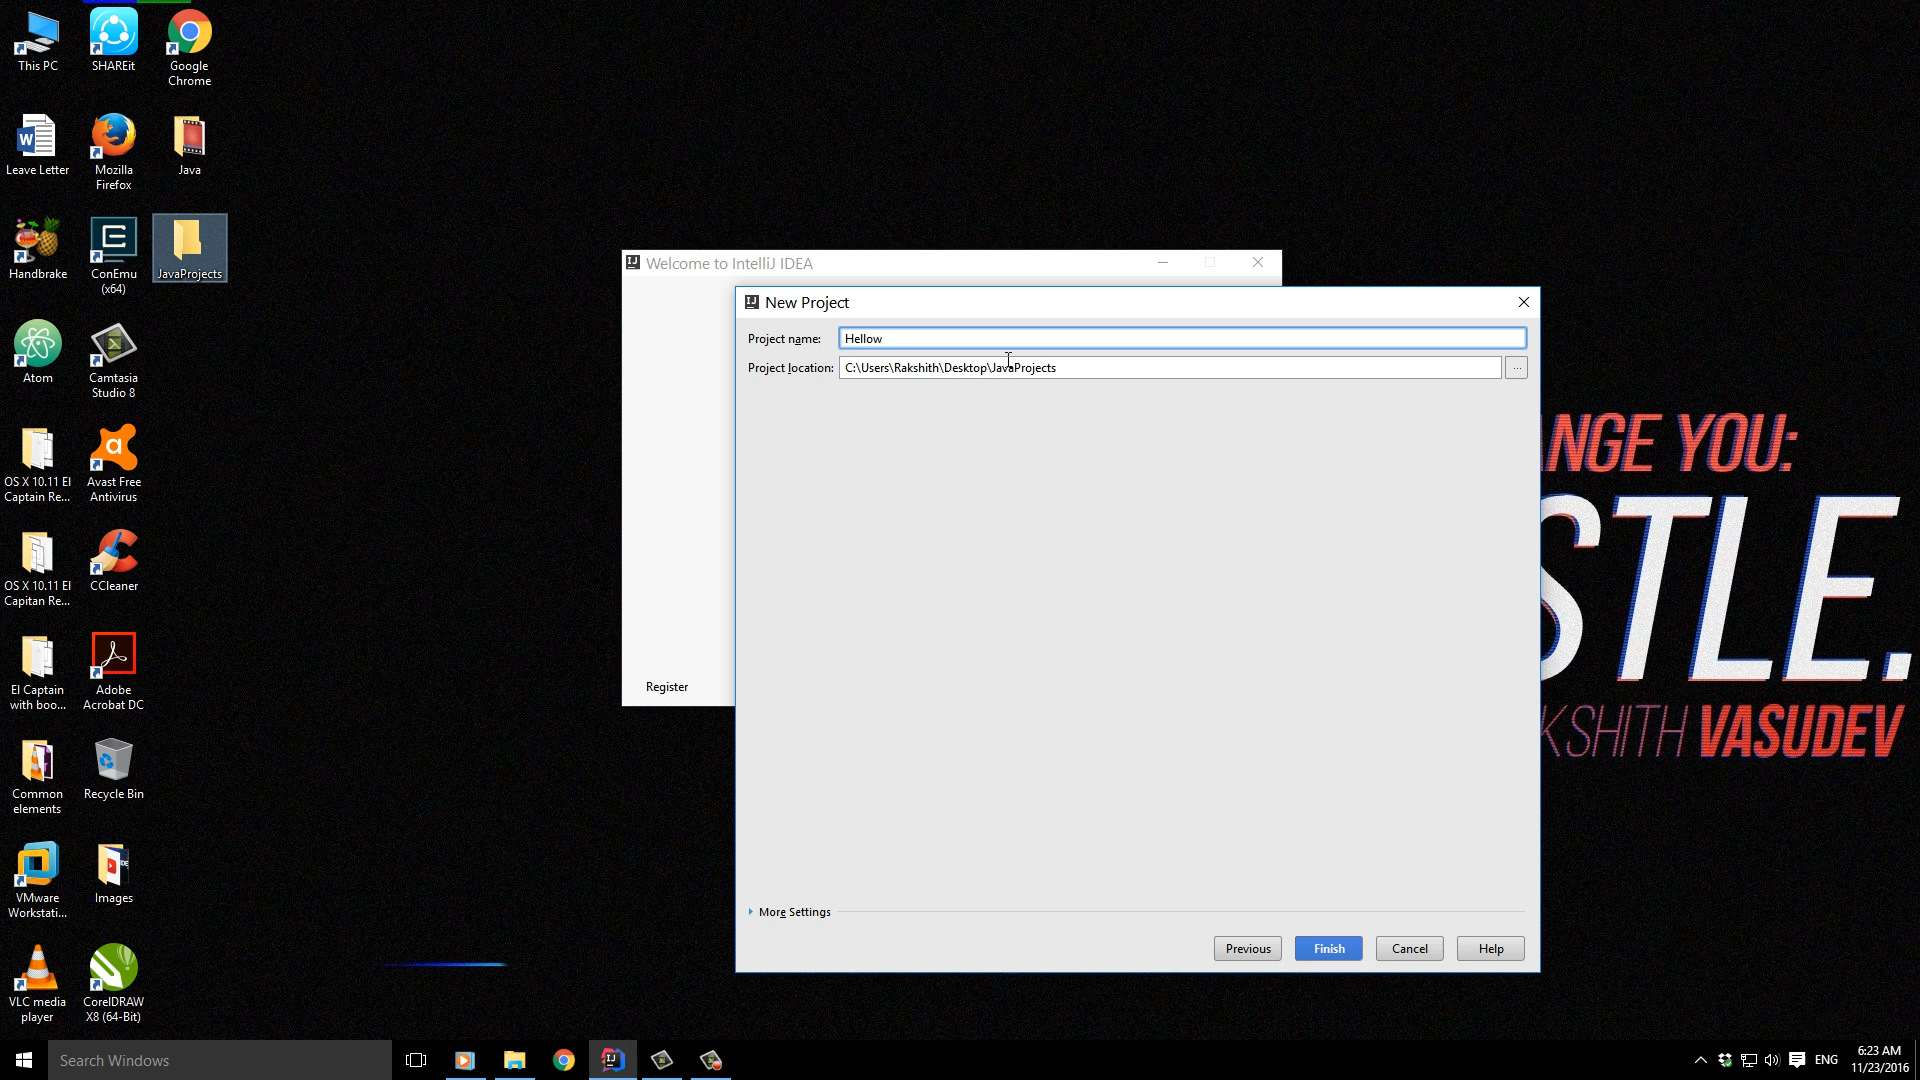 This PC
SHAREit
Google
Chrome
Leave Letter
Mozilla
Firefox
Java
Handbrake
ConEmu
(x64)
JavaProjects
Atom
Camtasia
Studio 8
OS X 10.11 El
Captain Re...
Avast Free
Antivirus
OS X 10.11 El
Capitan Re...
CCleaner
El Captain
with boo...
Adobe
Acrobat DC
Common
elements
Recycle Bin
VMware
Workstati...
Images
VLC media
player
CorelDRAW
X8 (64-Bit)
Welcome to IntelliJ IDEA
Register
New Project
Project name:
Hellow
Project location:
C:\Users\Rakshith\Desktop\JavaProjects
...
More Settings
Previous
Finish
Cancel
Help
ANGE YOU:
STLE.
KSHITH VASUDEV
Search Windows
ENG
6:23 AM
11/23/2016